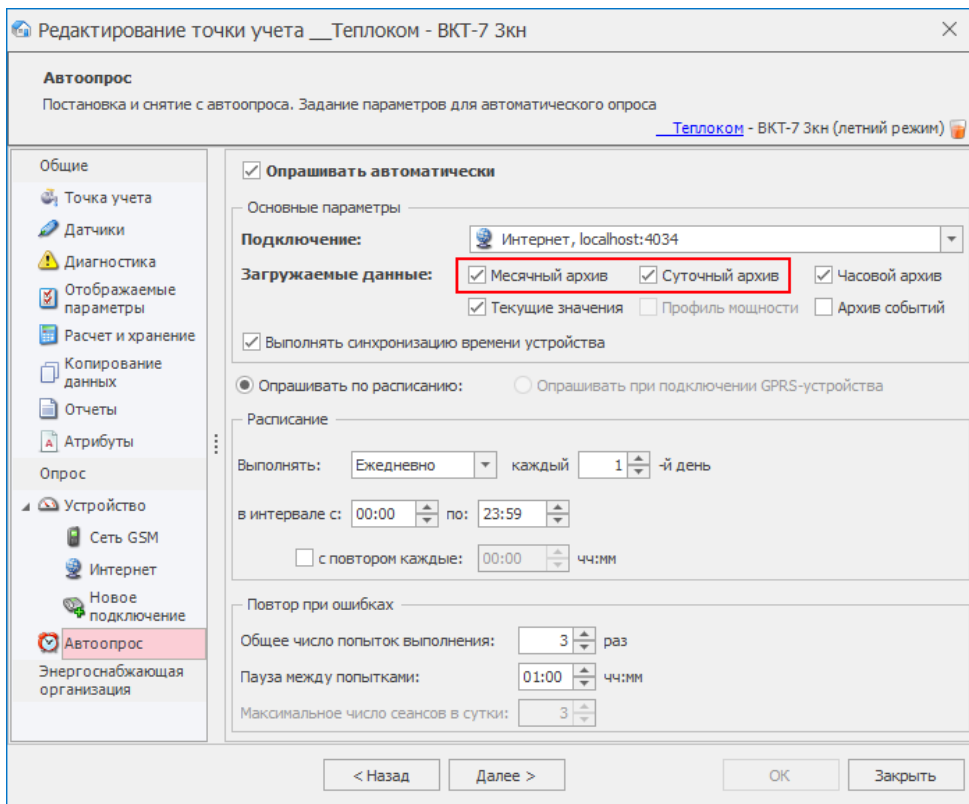 Редактирование точки учета __Теплоком - ВКТ-7 3кн
Автоопрос
Постановка и снятие с автоопроса. Задание параметров для автоматического опроса
__Теплоком - ВКТ-7 3кн (летний режим)
Общие
Точка учета
Датчики
Диагностика
Отображаемые
параметры
Расчет и хранение
Копирование
данных
Отчеты
Атрибуты
Опрос
Устройство
Сеть GSM
Интернет
Новое
подключение
Автоопрос
Энергоснабжающая
организация
Опрашивать автоматически
Основные параметры
Подключение: Интернет, localhost:4034
Загружаемые данные: Месячный архив Суточный архив Часовой архив
Текущие значения Профиль мощности Архив событий
Выполнять синхронизацию времени устройства
Опрашивать по расписанию: Опрашивать при подключении GPRS-устройства
Расписание
Выполнять: Ежедневно каждый 1 -й день
в интервале с: 00:00 по: 23:59
с повтором каждые: 00:00 чч:мм
Повтор при ошибках
Общее число попыток выполнения: 3 раз
Пауза между попытками: 01:00 чч:мм
Максимальное число сеансов в сутки: 3
< Назад Далее > OK Закрыть